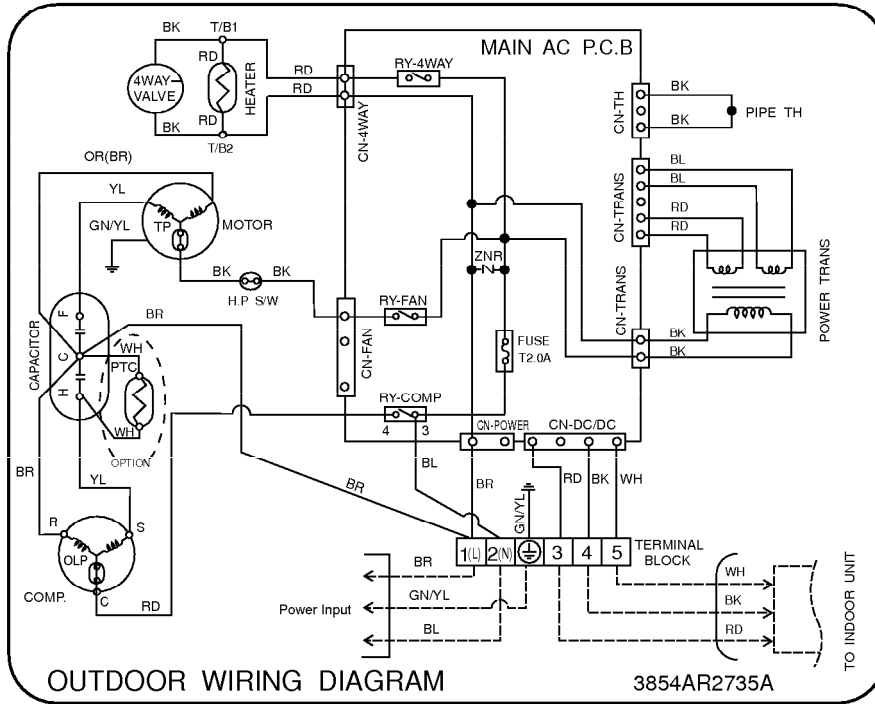 BK
T/B1
RD
4WAY
VALVE
HEATER
RD
BK
T/B2
RD
RD
CN-4WAY
RY-4WAY
MAIN AC P.C.B
CN-TH
BK
BK
PIPE TH
OR(BR)
YL
GN/YL
TP
MOTOR
BK
BK
H.P S/W
CN-TRANS
BL
BL
RD
RD
POWER TRANS
ZNR
CN-TRANS
BK
BK
CAPACITOR
F
C
H
BR
WH
PTC
WH
OPTION
CN-FAN
RY-FAN
FUSE
T2.0A
RY-COMP
4
3
CN-POWER
CN-DC/DC
BR
YL
BL
BR
BR
GN/YL
RD
BK
WH
R
S
OLP
C
COMP.
RD
1(L)
2(N)
3
4
5
TERMINAL
BLOCK
BR
Power Input
GN/YL
BL
WH
BK
RD
TO INDOOR UNIT
OUTDOOR WIRING DIAGRAM
3854AR2735A